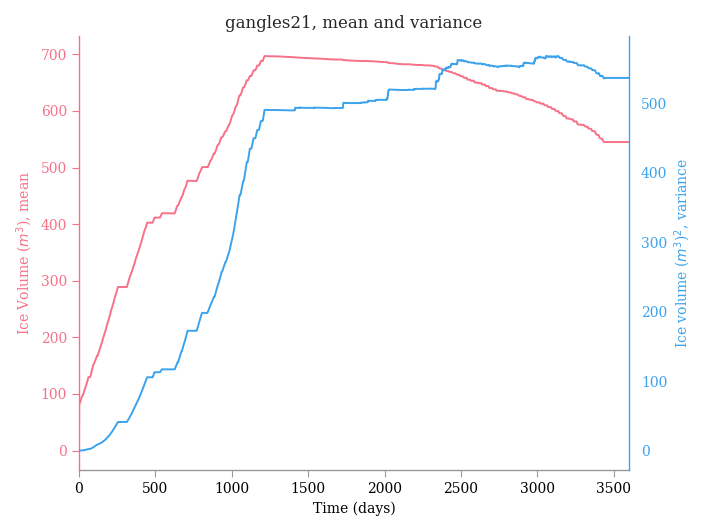 gangles21, mean and variance
700
600
500
400
300
200
100
0
Ice Volume (m³), mean
500
400
300
200
100
0
Ice volume (m³)², variance
0 500 1000 1500 2000 2500 3000 3500
Time (days)